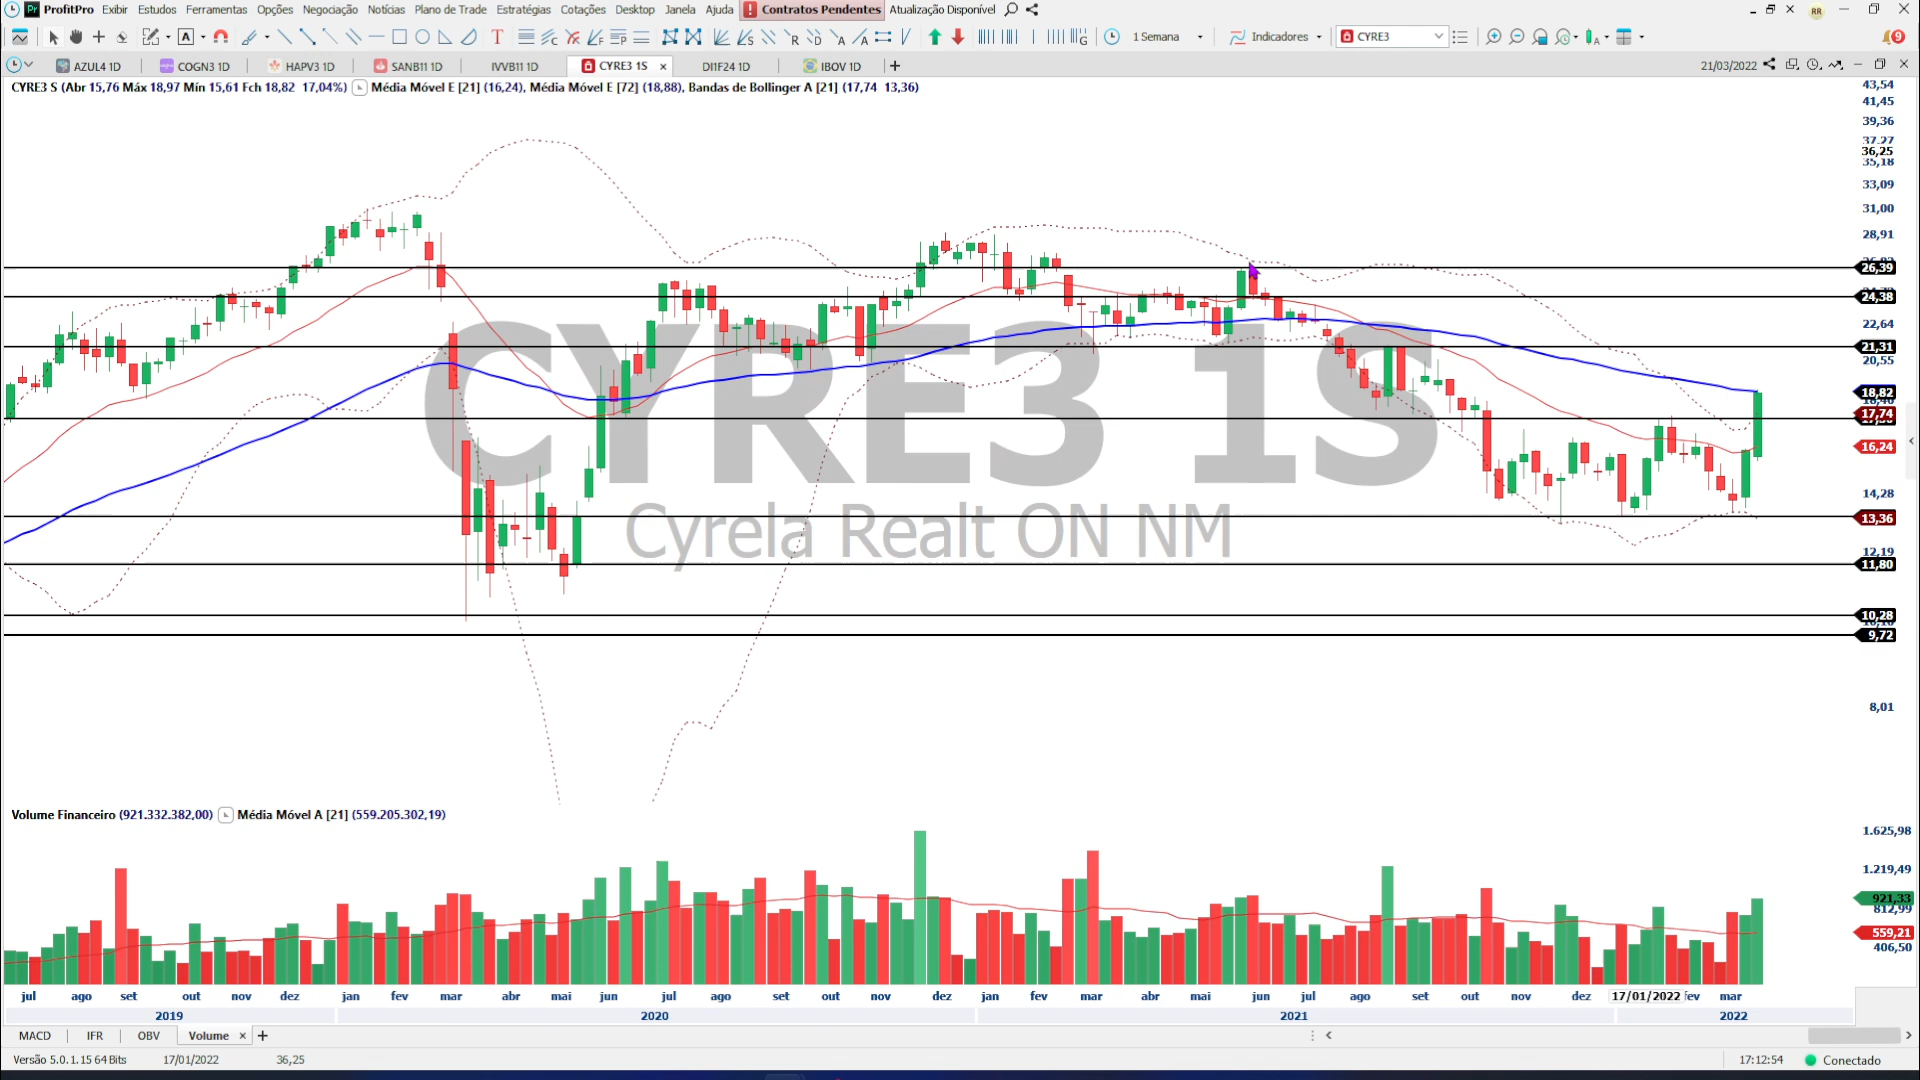 ProfitPro Exibir Estudos Ferramentas Opções Negociação Notícias Plano de Trade Estratégias Cotações Desktop Janela Ajuda Contratos Pendentes Atualização Disponível RR
1 Semana Indicadores CYRE3 9
AZUL4 1D COGN3 1D HAPV3 1D SANB11 1D IVVB11 1D CYRE3 1S DI1F24 1D IBOV 1D 21/03/2022
CYRE3 S (Abr 15,76 Máx 18,97 Mín 15,61 Fch 18,82 17,04%) Média Móvel E [21] (16,24), Média Móvel E [72] (18,88), Bandas de Bollinger A [21] (17,74 13,36)
43,54
41,45
39,36
37,27
36,25
35,18
33,09
31,00
28,91
26,39
24,38
22,64
21,31
20,55
18,82
17,74
16,24
14,28
13,36
12,19
11,80
10,28
9,72
8,01
CYRE3 1S
Cyrela Realt ON NM
Volume Financeiro (921.332.382,00) Média Móvel A [21] (559.205.302,19)
1.625,98
1.219,49
921,33
812,99
559,21
406,50
jul ago set out nov dez jan fev mar abr mai jun jul ago set out nov dez jan fev mar abr mai jun jul ago set out nov dez 17/01/2022 fev mar
2019 2020 2021 2022
MACD IFR OBV Volume
Versão 5.0.1.15 64 Bits 17/01/2022 36,25 17:12:54 Conectado